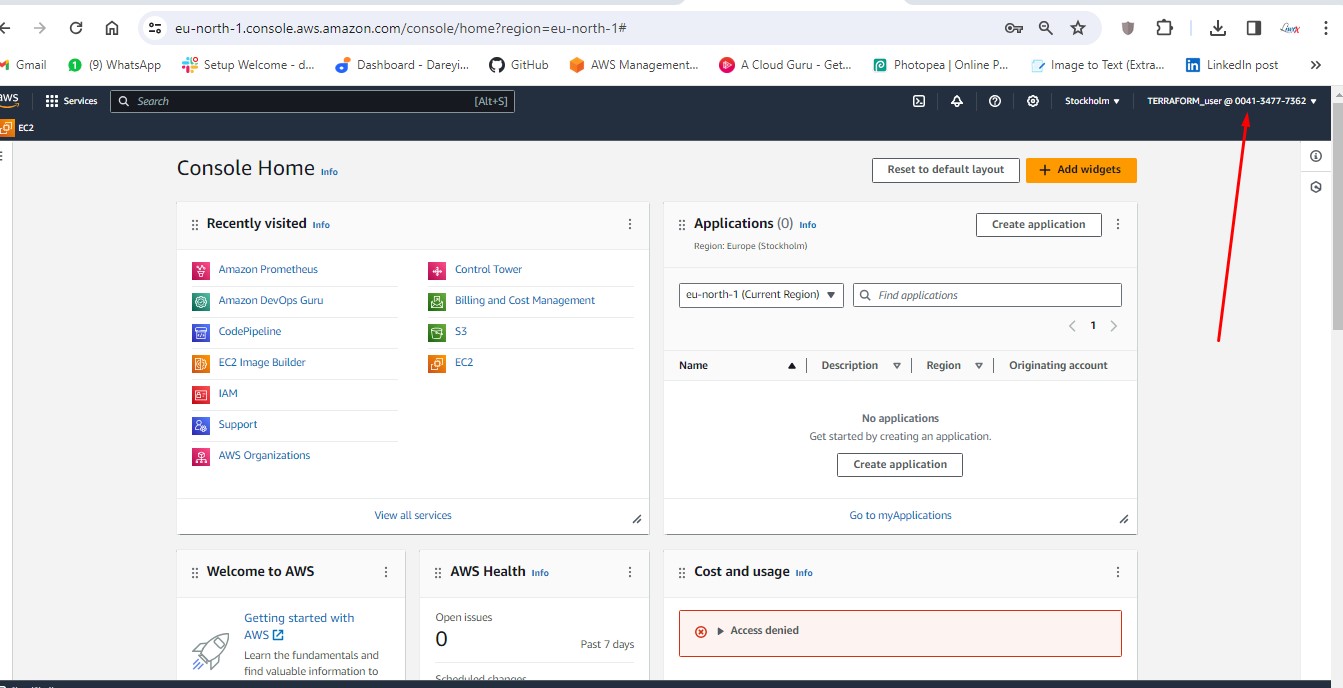 eu-north-1.console.aws.amazon.com/console/home?region=eu-north-1#
Gmail (9) WhatsApp Setup Welcome - d... Dashboard - Dareyi... GitHub AWS Management... A Cloud Guru - Get... Photopea | Online P... Image to Text (Extra... LinkedIn post »
aws Services Search [Alt+S] Stockholm TERRAFORM_user @ 0041-3477-7362
EC2
Console Home Info Reset to default layout + Add widgets
Recently visited Info
Amazon Prometheus Control Tower
Amazon DevOps Guru Billing and Cost Management
CodePipeline S3
EC2 Image Builder EC2
IAM
Support
AWS Organizations
View all services
Applications (0) Info Create application
Region: Europe (Stockholm)
eu-north-1 (Current Region) Find applications
1
Name Description Region Originating account
No applications
Get started by creating an application.
Create application
Go to myApplications
Welcome to AWS
Getting started with
AWS
Learn the fundamentals and
find valuable information to
AWS Health Info
Open issues
0 Past 7 days
Scheduled changes
Cost and usage Info
Access denied